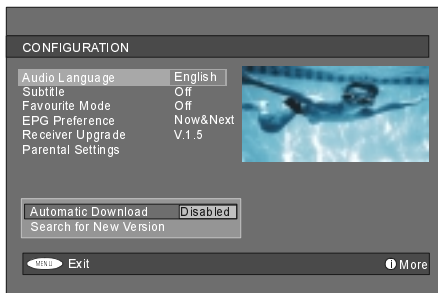 CONFIGURATION
Audio Language English
Subtitle Off
Favourite Mode Off
EPG Preference Now&Next
Receiver Upgrade V.1.5
Parental Settings
Automatic Download Disabled
Search for New Version
MENU Exit i More